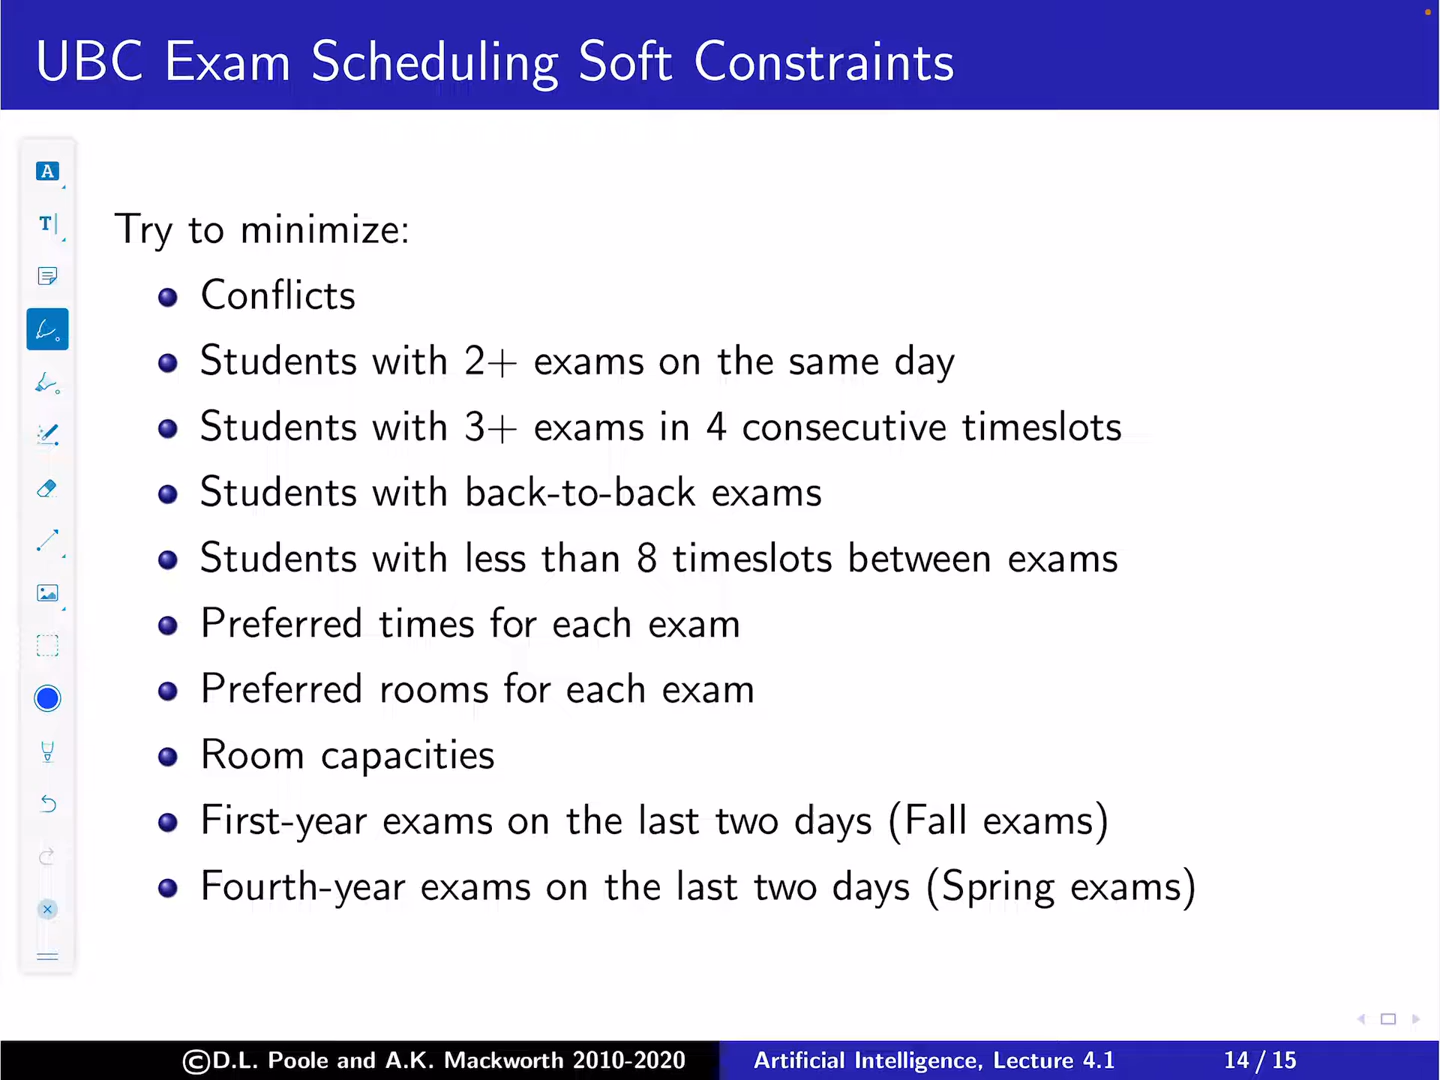 UBC Exam Scheduling Soft Constraints
A
T
Try to minimize:
Conflicts
Students with 2+ exams on the same day
Students with 3+ exams in 4 consecutive timeslots
Students with back-to-back exams
Students with less than 8 timeslots between exams
Preferred times for each exam
Preferred rooms for each exam
Room capacities
First-year exams on the last two days (Fall exams)
Fourth-year exams on the last two days (Spring exams)
©D.L. Poole and A.K. Mackworth 2010-2020 Artificial Intelligence, Lecture 4.1 14 / 15